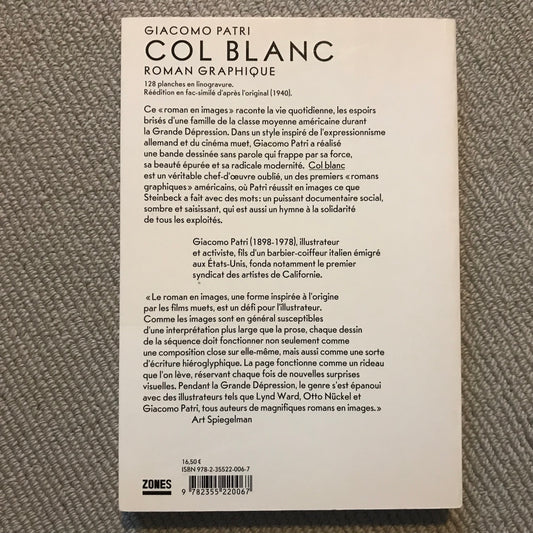 GIACOMO PATRI
COL BLANC
ROMAN GRAPHIQUE
128 planches en linogravure.
Réédition en fac-similé d'après l'original (1940).
Ce « roman en images » raconte la vie quotidienne, les espoirs
brisés d'une famille de la classe moyenne américaine durant
la Grande Dépression. Dans un style inspiré de l'expressionnisme
allemand et du cinéma muet, Giacomo Patri a réalisé
une bande dessinée sans parole qui frappe par sa force,
sa beauté épurée et sa radicale modernité. Col blanc
est un véritable chef-d'œuvre oublié, un des premiers « romans
graphiques » américains, où Patri réussit en images ce que
Steinbeck a fait avec des mots : un puissant documentaire social,
sombre et saisissant, qui est aussi un hymne à la solidarité
de tous les exploités.
Giacomo Patri (1898-1978), illustrateur
et activiste, fils d'un barbier-coiffeur italien émigré
aux États-Unis, fonda notamment le premier
syndicat des artistes de Californie.
« Le roman en images, une forme inspirée à l'origine
par les films muets, est un défi pour l'illustrateur.
Comme les images sont en général susceptibles
d'une interprétation plus large que la prose, chaque dessin
de la séquence doit fonctionner non seulement comme
une composition close sur elle-même, mais aussi comme une sorte
d'écriture hiéroglyphique. La page fonctionne comme un rideau
que l'on lève, réservant chaque fois de nouvelles surprises
visuelles. Pendant la Grande Dépression, le genre s'est épanoui
avec des illustrateurs tels que Lynd Ward, Otto Nückel et
Giacomo Patri, tous auteurs de magnifiques romans en images. »
Art Spiegelman
16,50 €
ISBN 978-2-35522-006-7
ZONES
9 782355 220067